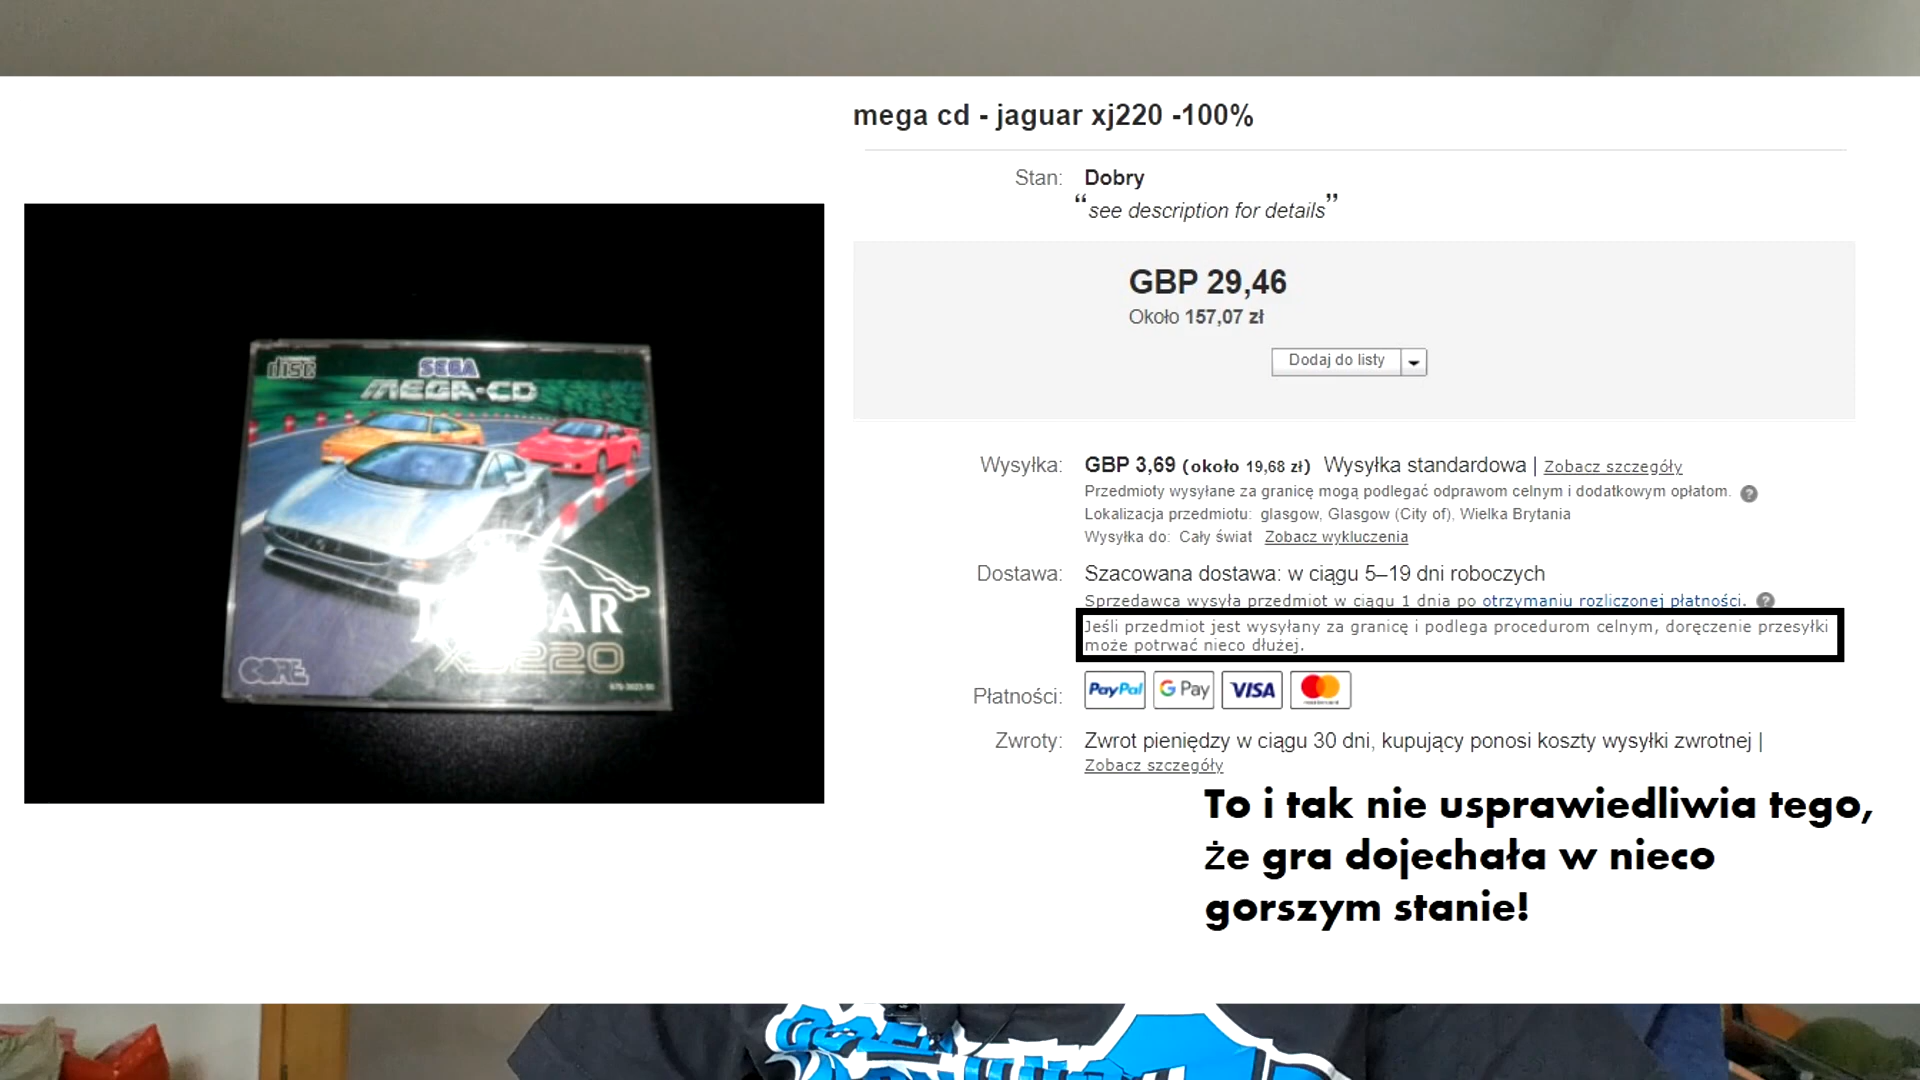 mega cd - jaguar xj220 -100%
Stan: Dobry
“see description for details”
GBP 29,46
Około 157,07 zł
Dodaj do listy
Wysyłka: GBP 3,69 (około 19,68 zł) Wysyłka standardowa | Zobacz szczegóły
Przedmioty wysyłane za granicę mogą podlegać odprawom celnym i dodatkowym opłatom. ?
Lokalizacja przedmiotu: glasgow, Glasgow (City of), Wielka Brytania
Wysyłka do: Cały świat Zobacz wykluczenia
Dostawa: Szacowana dostawa: w ciągu 5–19 dni roboczych
Sprzedawca wysyła przedmiot w ciągu 1 dnia po otrzymaniu rozliczonej płatności. ?
Jeśli przedmiot jest wysyłany za granicę i podlega procedurom celnym, doręczenie przesyłki
może potrwać nieco dłużej.
Płatności: PayPal G Pay VISA mastercard
Zwroty: Zwrot pieniędzy w ciągu 30 dni, kupujący ponosi koszty wysyłki zwrotnej |
Zobacz szczegóły
To i tak nie usprawiedliwia tego,
że gra dojechała w nieco
gorszym stanie!
disc
SEGA
MEGA-CD
220
CORE